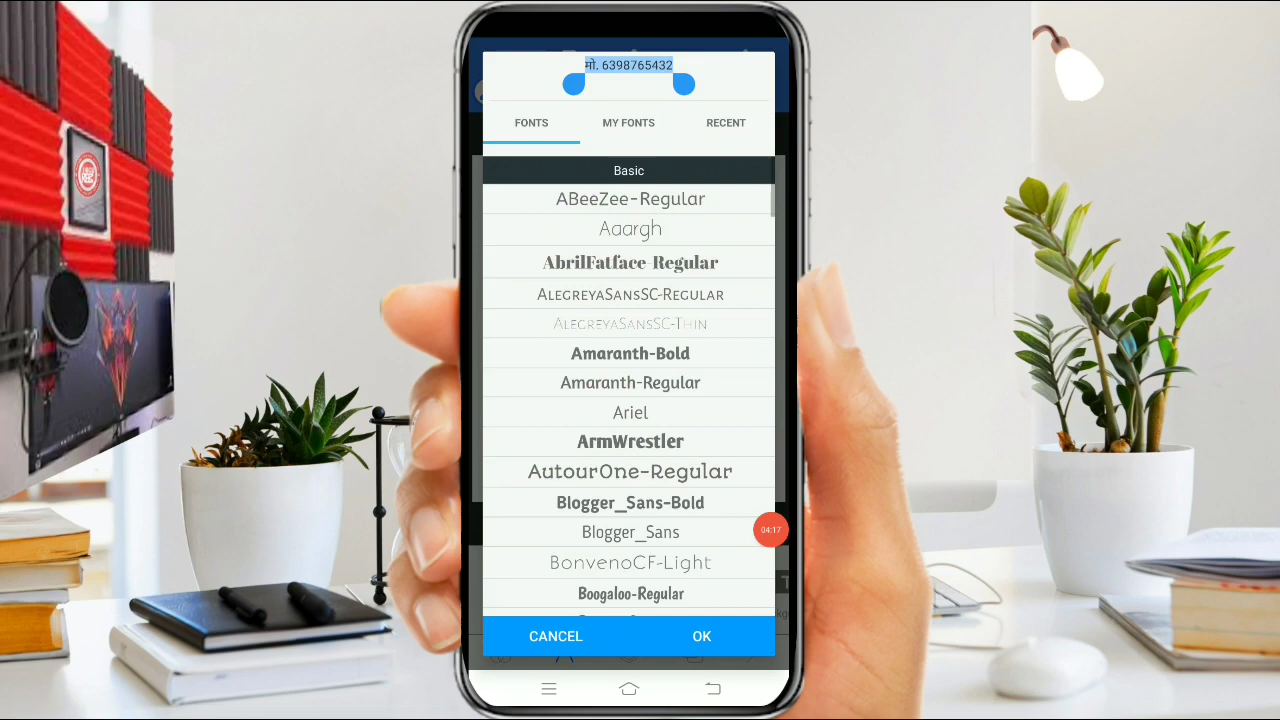 मो. 6398765432
FONTS MY FONTS RECENT
Basic
ABeeZee-Regular
Aaargh
AbrilFatface-Regular
AlegreyaSansSC-Regular
AlegreyaSansSC-Thin
Amaranth-Bold
Amaranth-Regular
Ariel
ArmWrestler
AutourOne-Regular
Blogger_Sans-Bold
Blogger_Sans
04:17
BonvenoCF-Light
Boogaloo-Regular
CANCEL OK